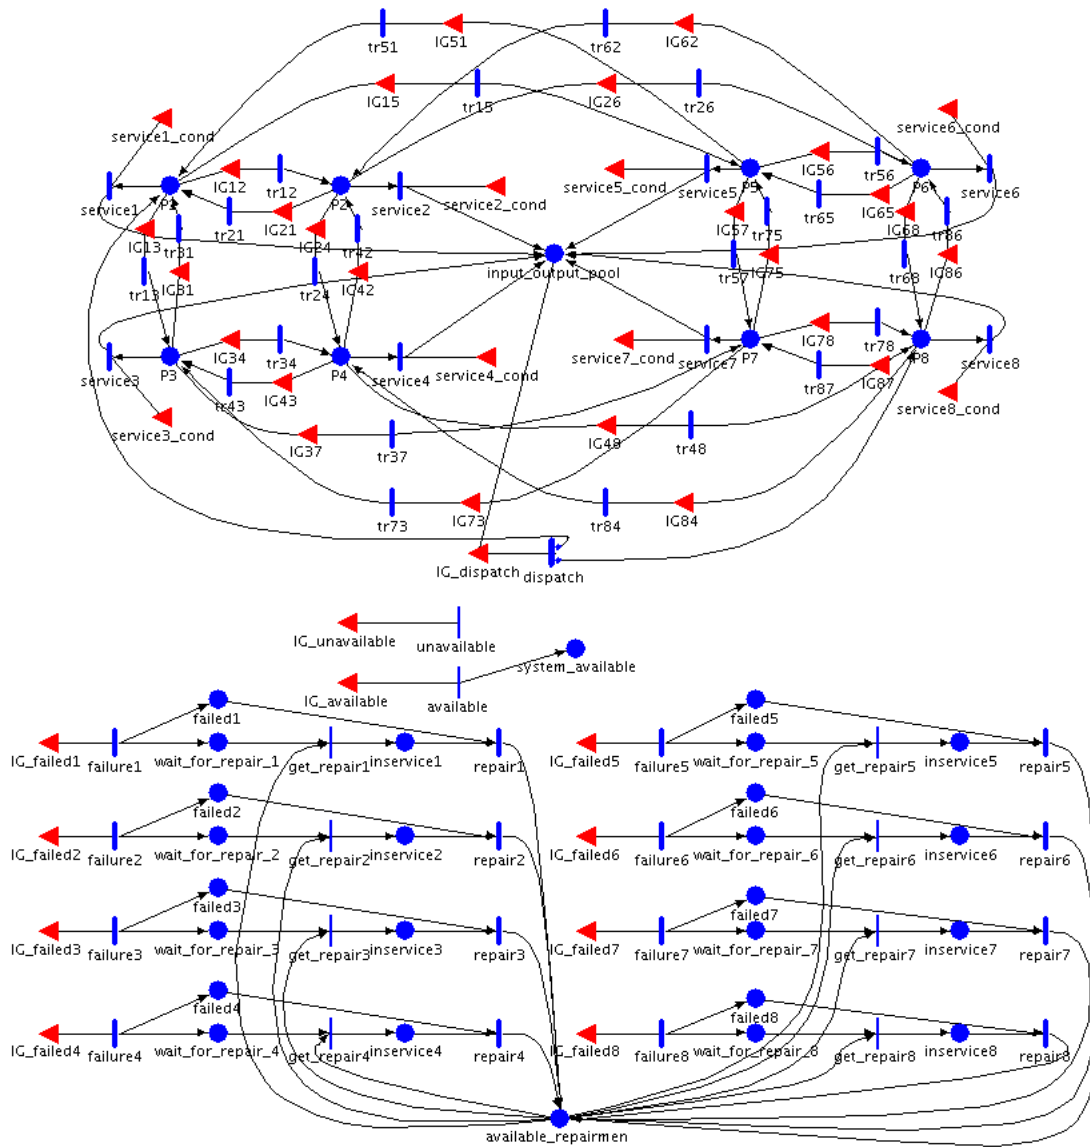 tr51
IG51
tr62
IG62
IG15
tr15
IG26
tr26
service1_cond
service6_cond
P1
IG12
tr12
P2
service1
service2
service2_cond
tr21
IG21
service5_cond
service5
P5
IG56
tr56
P6
service6
tr65
IG65
IG13
tr31
IG24
tr42
IG57
tr75
IG68
tr86
input_output_pool
tr13
IG31
tr24
IG42
tr57
IG75
tr68
IG86
service3
P3
IG34
tr34
P4
service4
service4_cond
tr43
IG43
service7_cond
service7
P7
IG78
tr78
P8
service8
tr87
IG87
service3_cond
service8_cond
IG37
tr37
IG48
tr48
tr73
IG73
tr84
IG84
IG_dispatch
dispatch
IG_unavailable
unavailable
system_available
IG_available
available
failed1
failed5
IG_failed1
failure1
wait_for_repair_1
get_repair1
inservice1
repair1
IG_failed5
failure5
wait_for_repair_5
get_repair5
inservice5
repair5
failed2
failed6
IG_failed2
failure2
wait_for_repair_2
get_repair2
inservice2
repair2
IG_failed6
failure6
wait_for_repair_6
get_repair6
inservice6
repair6
failed3
failed7
IG_failed3
failure3
wait_for_repair_3
get_repair3
inservice3
repair3
IG_failed7
failure7
wait_for_repair_7
get_repair7
inservice7
repair7
failed4
failed8
IG_failed4
failure4
wait_for_repair_4
get_repair4
inservice4
repair4
IG_failed8
failure8
wait_for_repair_8
get_repair8
inservice8
repair8
available_repairmen